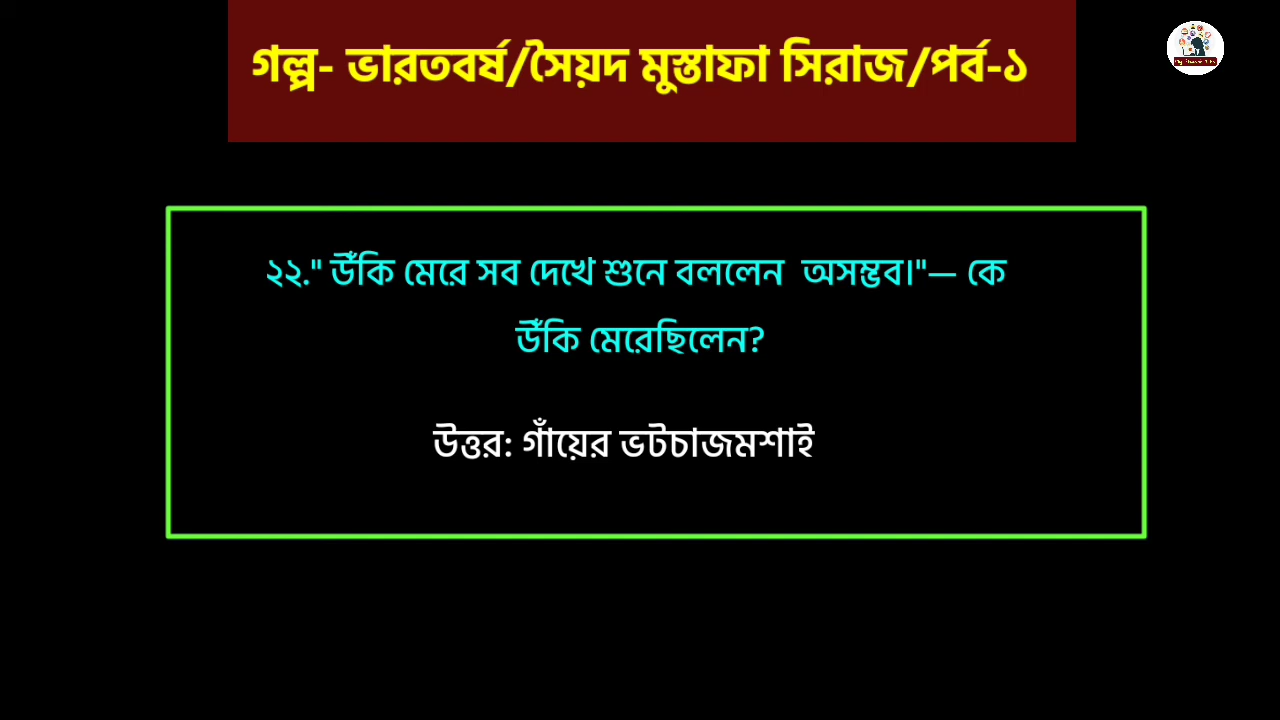 গল্প- ভারতবর্ষ/সৈয়দ মুস্তাফা সিরাজ/পর্ব-১
২২." উঁকি মেরে সব দেখে শুনে বললেন অসম্ভব।"— কে
উঁকি মেরেছিলেন?
উত্তর: গাঁয়ের ভটচাজমশাই